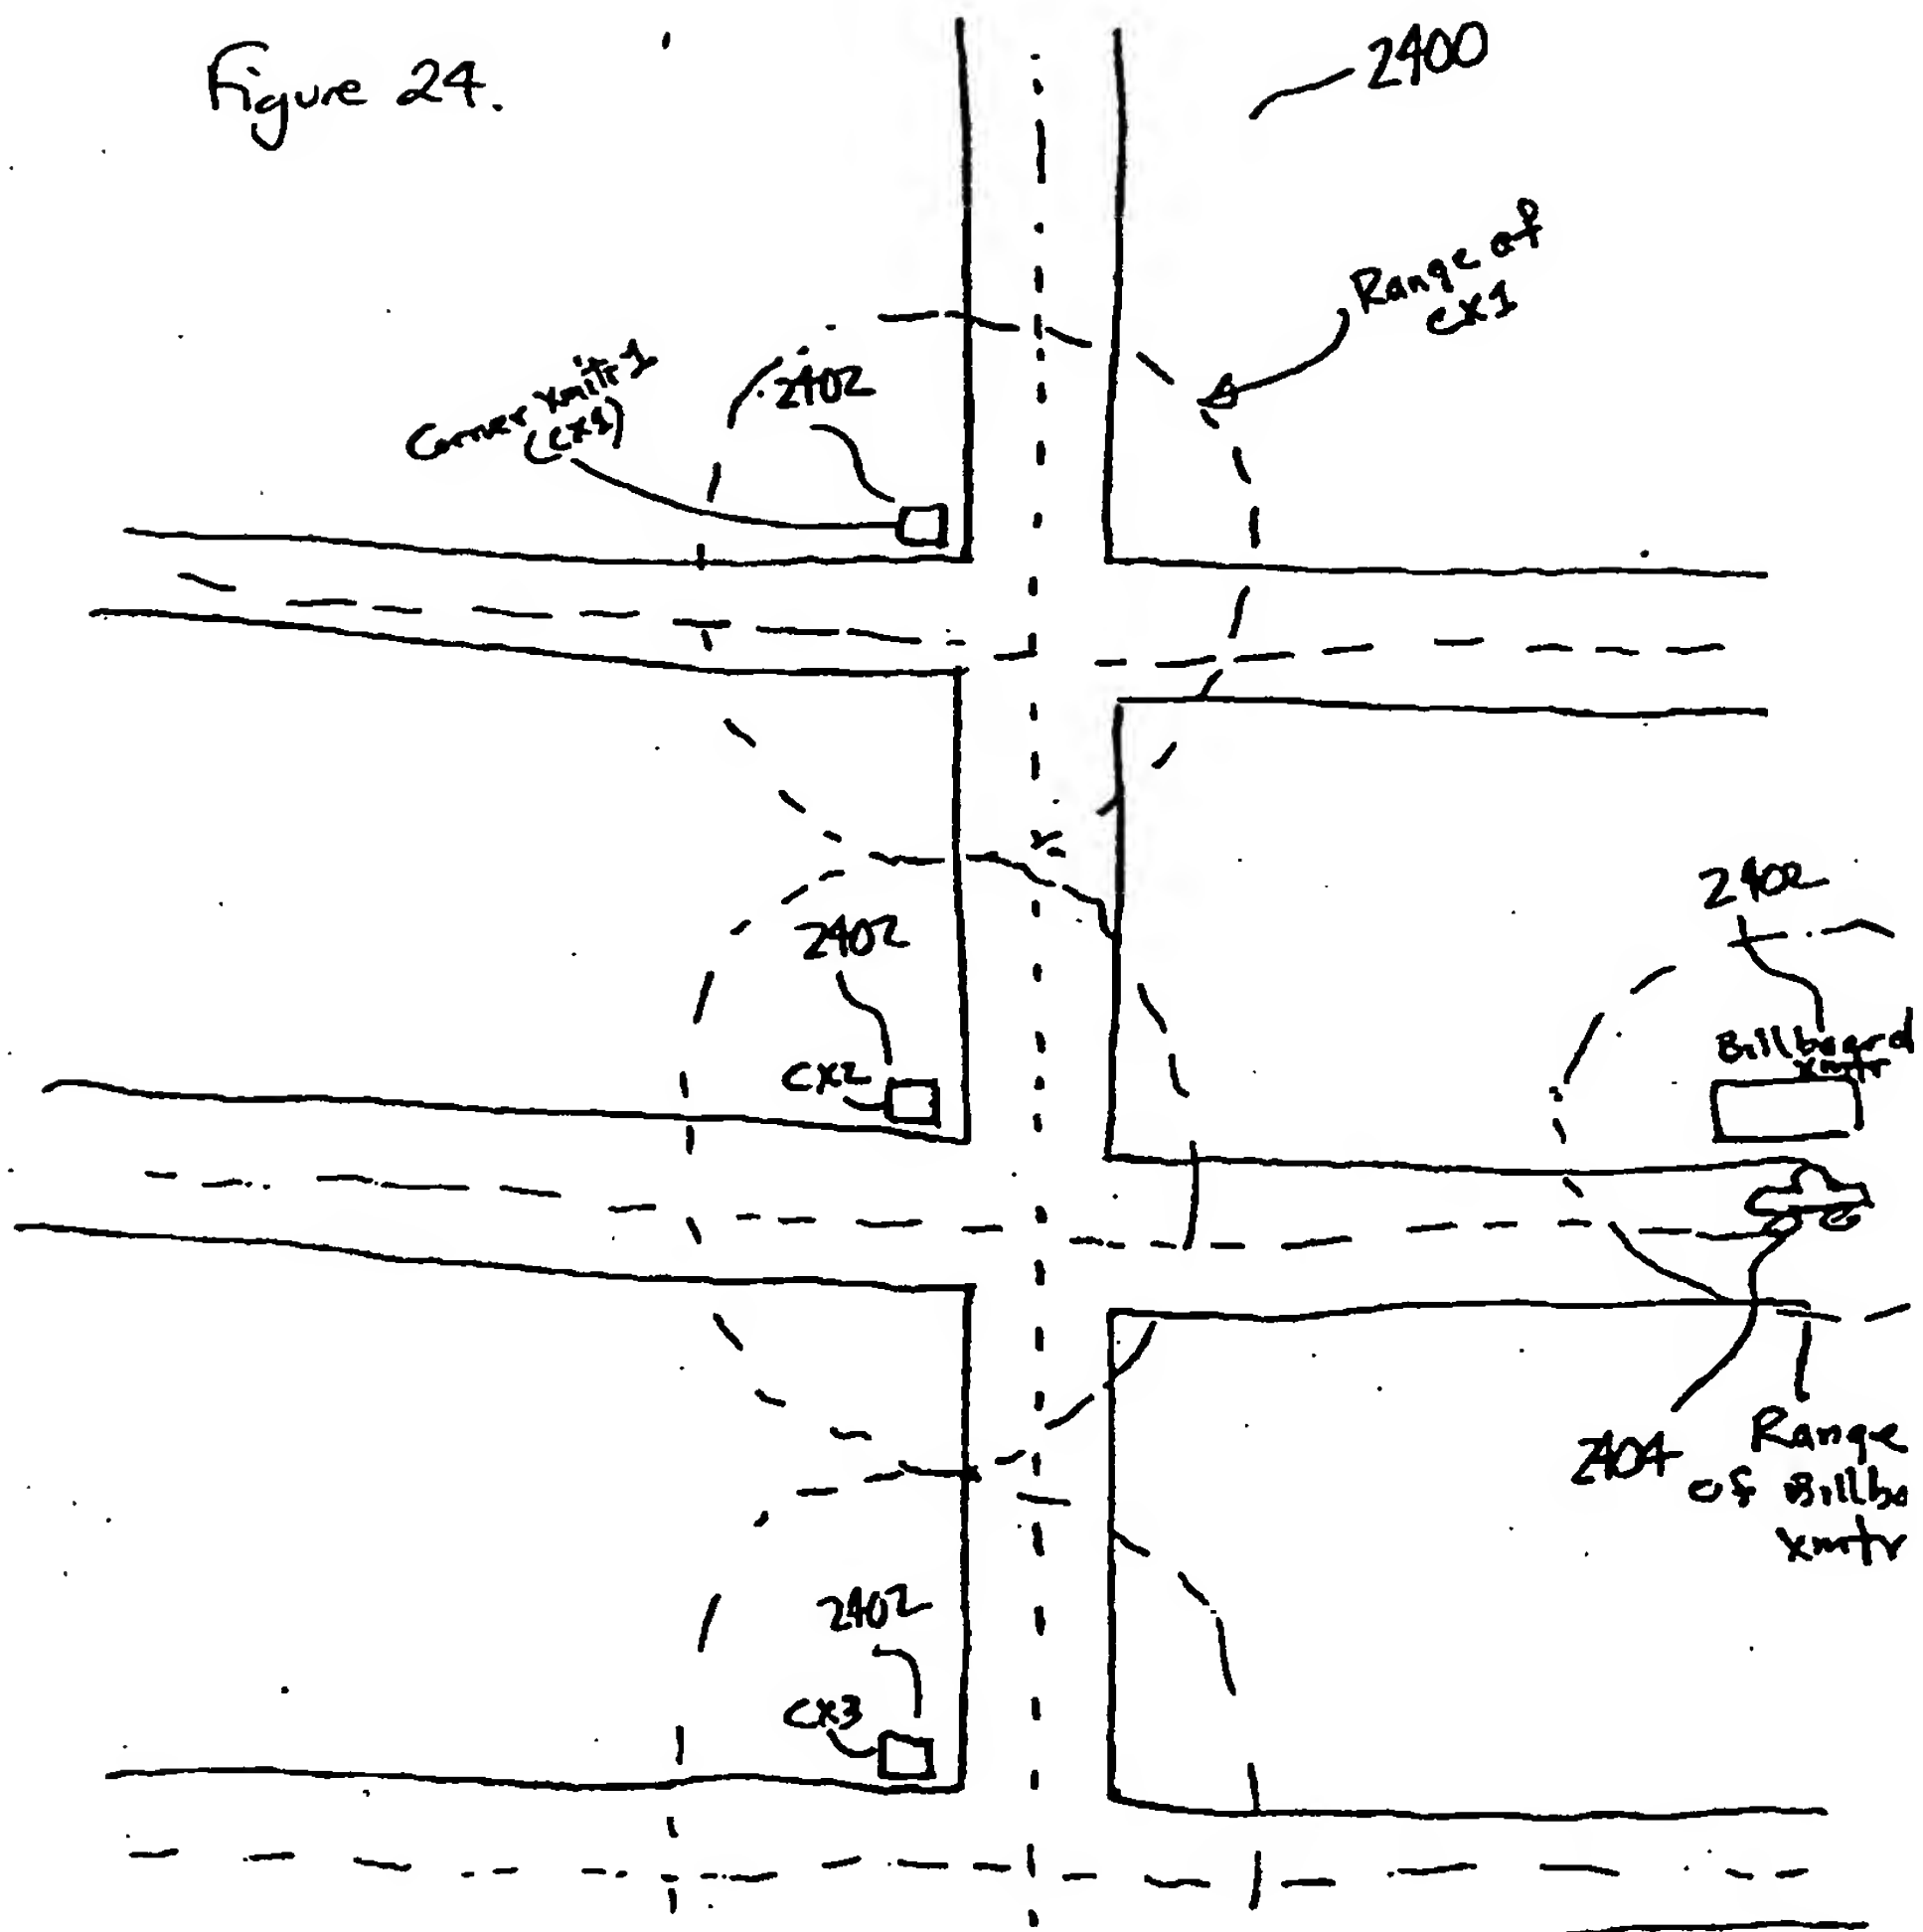 Figure 24.
2400
Range of
CX1
Corner Xmitr 1
(CX1)
2402
2402
2402
CX2
Billboard
xmtr
2404
Range
of Billbo
xmtr
2402
CX3